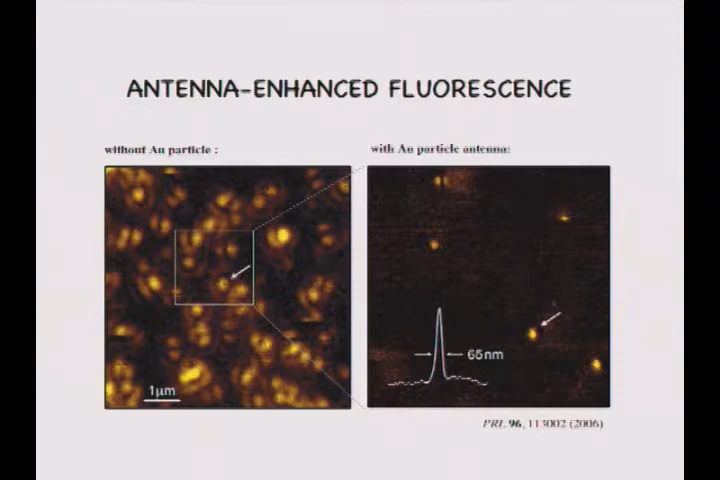 ANTENNA-ENHANCED FLUORESCENCE
without Au particle :
with Au particle antenna:
65nm
1μm
PRL 96, 113002 (2006)